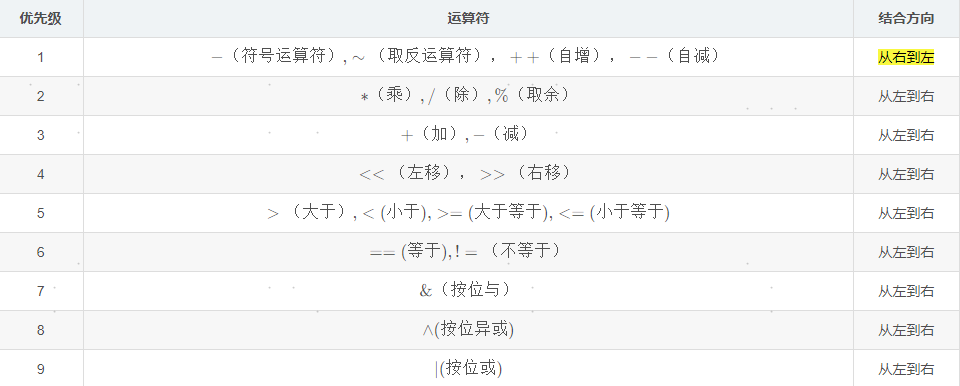 优先级 运算符 结合方向
1 −（符号运算符）, ∼（取反运算符），++（自增），−−（自减） 从右到左
2 *（乘）, /（除）, %（取余） 从左到右
3 +（加）, −（减） 从左到右
4 <<（左移），>>（右移） 从左到右
5 >（大于）, < (小于), >= (大于等于), <= (小于等于) 从左到右
6 == (等于), ! =（不等于） 从左到右
7 &（按位与） 从左到右
8 ∧(按位异或) 从左到右
9 |(按位或) 从左到右